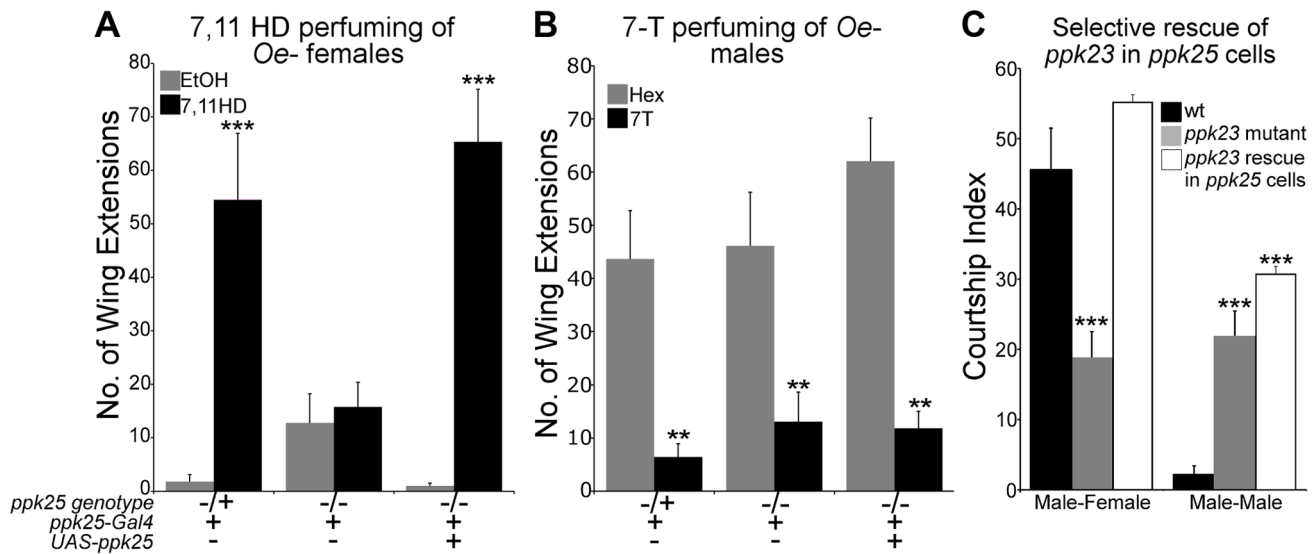 A
7,11 HD perfuming of
Oe- females
No. of Wing Extensions
80
70
60
50
40
30
20
10
0
EtOH
7,11HD
***
***
ppk25 genotype
-/+
-/-
-/-
ppk25-Gal4
+
+
+
UAS-ppk25
-
-
+
B
7-T perfuming of Oe-
males
No. of Wing Extensions
80
70
60
50
40
30
20
10
0
Hex
7T
**
**
**
-/+
-/-
-/-
+
+
+
-
-
+
C
Selective rescue of
ppk23 in ppk25 cells
Courtship Index
60
50
40
30
20
10
0
wt
ppk23 mutant
ppk23 rescue
in ppk25 cells
***
***
***
Male-Female
Male-Male